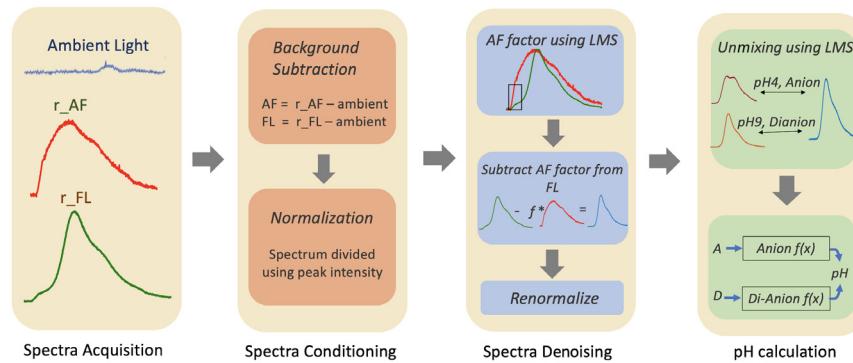 Ambient Light
r_AF
r_FL
Spectra Acquisition
Background
Subtraction
AF = r_AF – ambient
FL = r_FL – ambient
Normalization
Spectrum divided
using peak intensity
Spectra Conditioning
AF factor using LMS
Subtract AF factor from
FL
- f * =
Renormalize
Spectra Denoising
Unmixing using LMS
pH4, Anion
pH9, Dianion
A Anion f(x)
pH
D Di-Anion f(x)
pH calculation